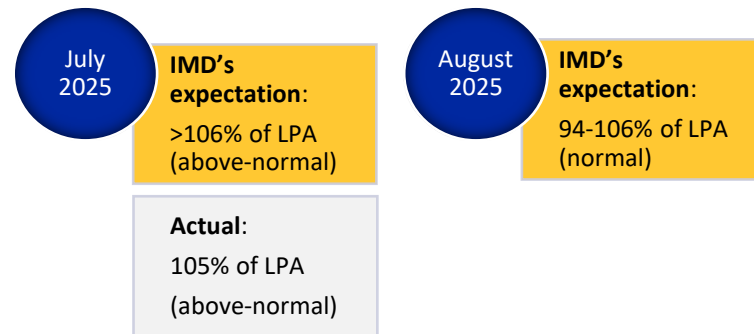 July
2025
IMD's
expectation:
>106% of LPA
(above-normal)
Actual:
105% of LPA
(above-normal)
August
2025
IMD's
expectation:
94-106% of LPA
(normal)